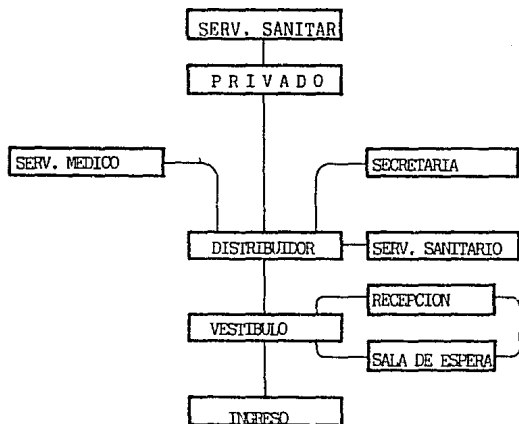 SERV. SANITAR
PRIVADO
SERV. MEDICO
SECRETARIA
DISTRIBUIDOR
SERV. SANITARIO
RECEPCION
VESTIBULO
SALA DE ESPERA
INGRESO